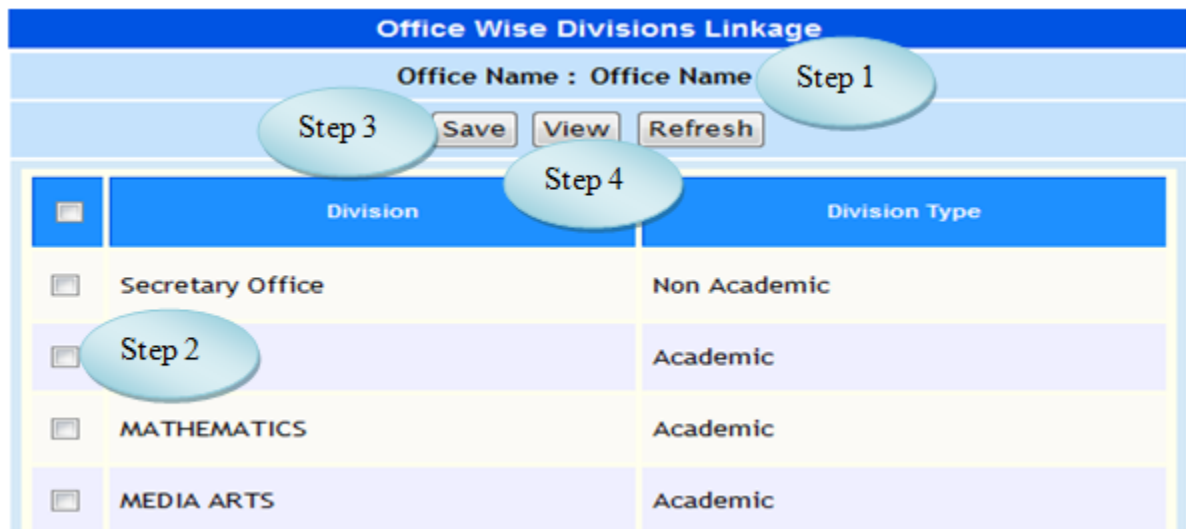 Office Wise Divisions Linkage
Office Name : Office Name
Step 1
Step 3
Save View Refresh
Step 4
Division Division Type
Secretary Office Non Academic
Step 2
Academic
MATHEMATICS Academic
MEDIA ARTS Academic